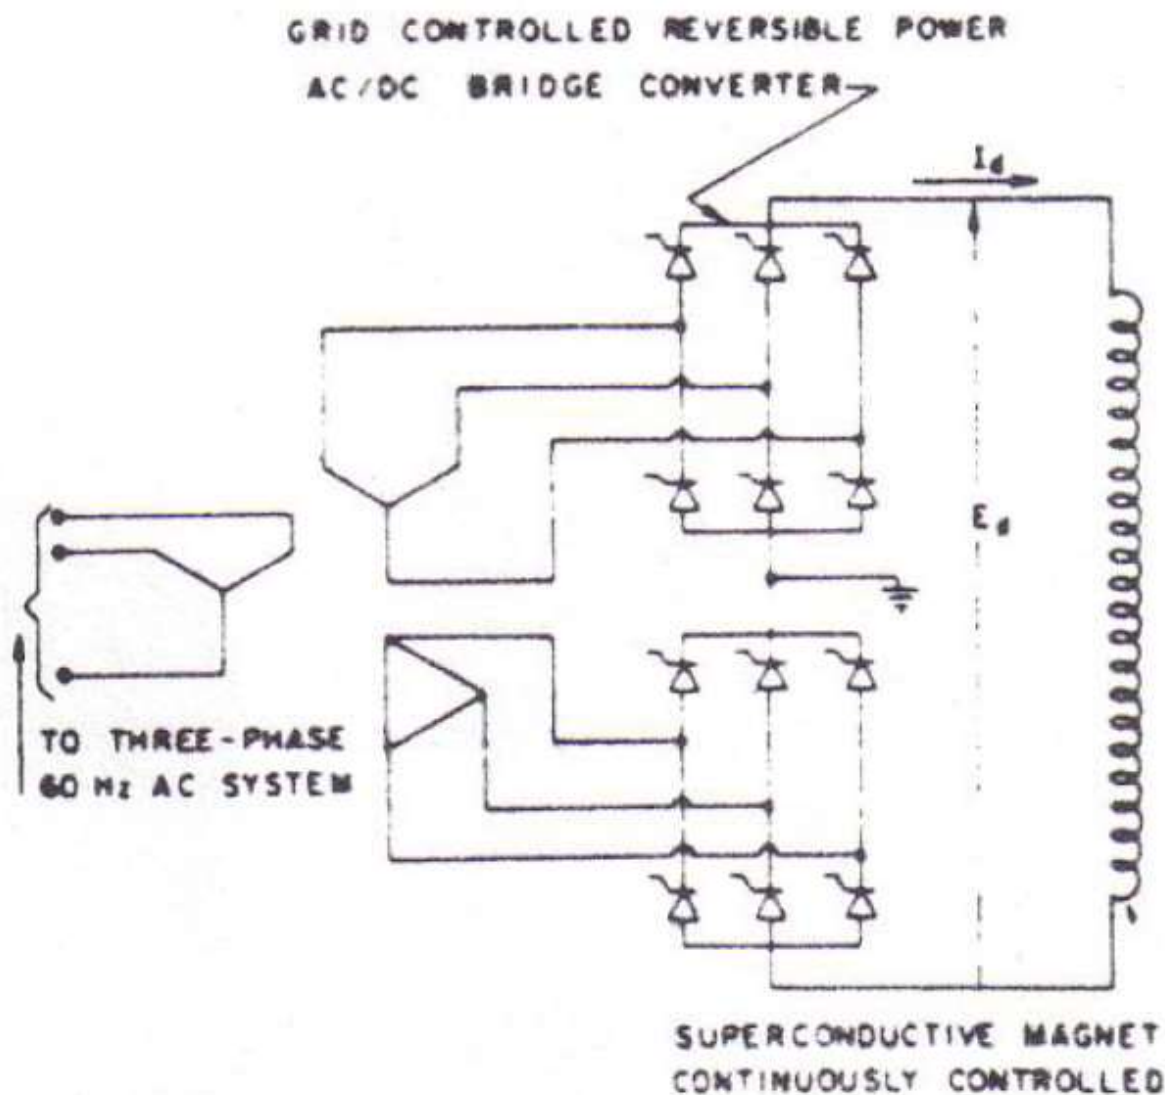 GRID CONTROLLED REVERSIBLE POWER
AC/DC BRIDGE CONVERTER
Id
Ed
TO THREE-PHASE
60 Hz AC SYSTEM
SUPERCONDUCTIVE MAGNET
CONTINUOUSLY CONTROLLED